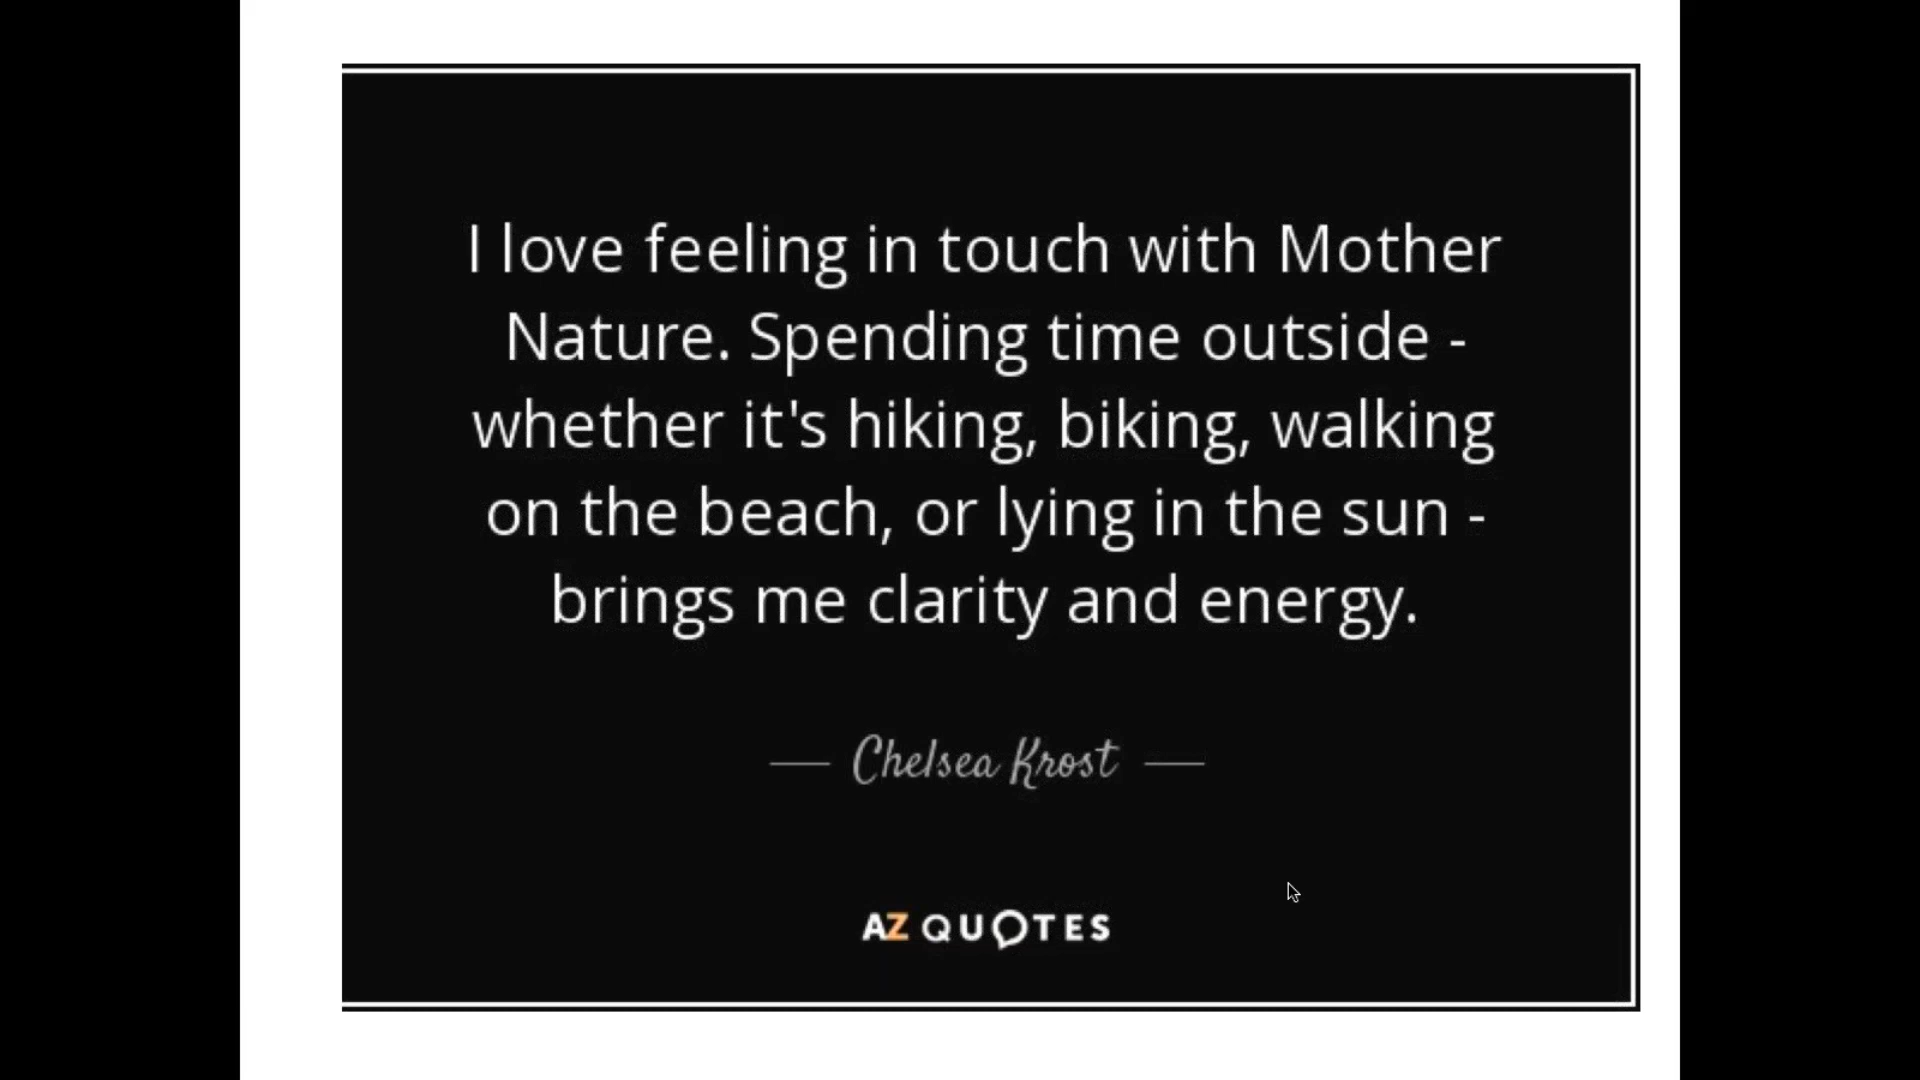 I love feeling in touch with Mother
Nature. Spending time outside -
whether it's hiking, biking, walking
on the beach, or lying in the sun -
brings me clarity and energy.
Chelsea Krost
AZ QUOTES